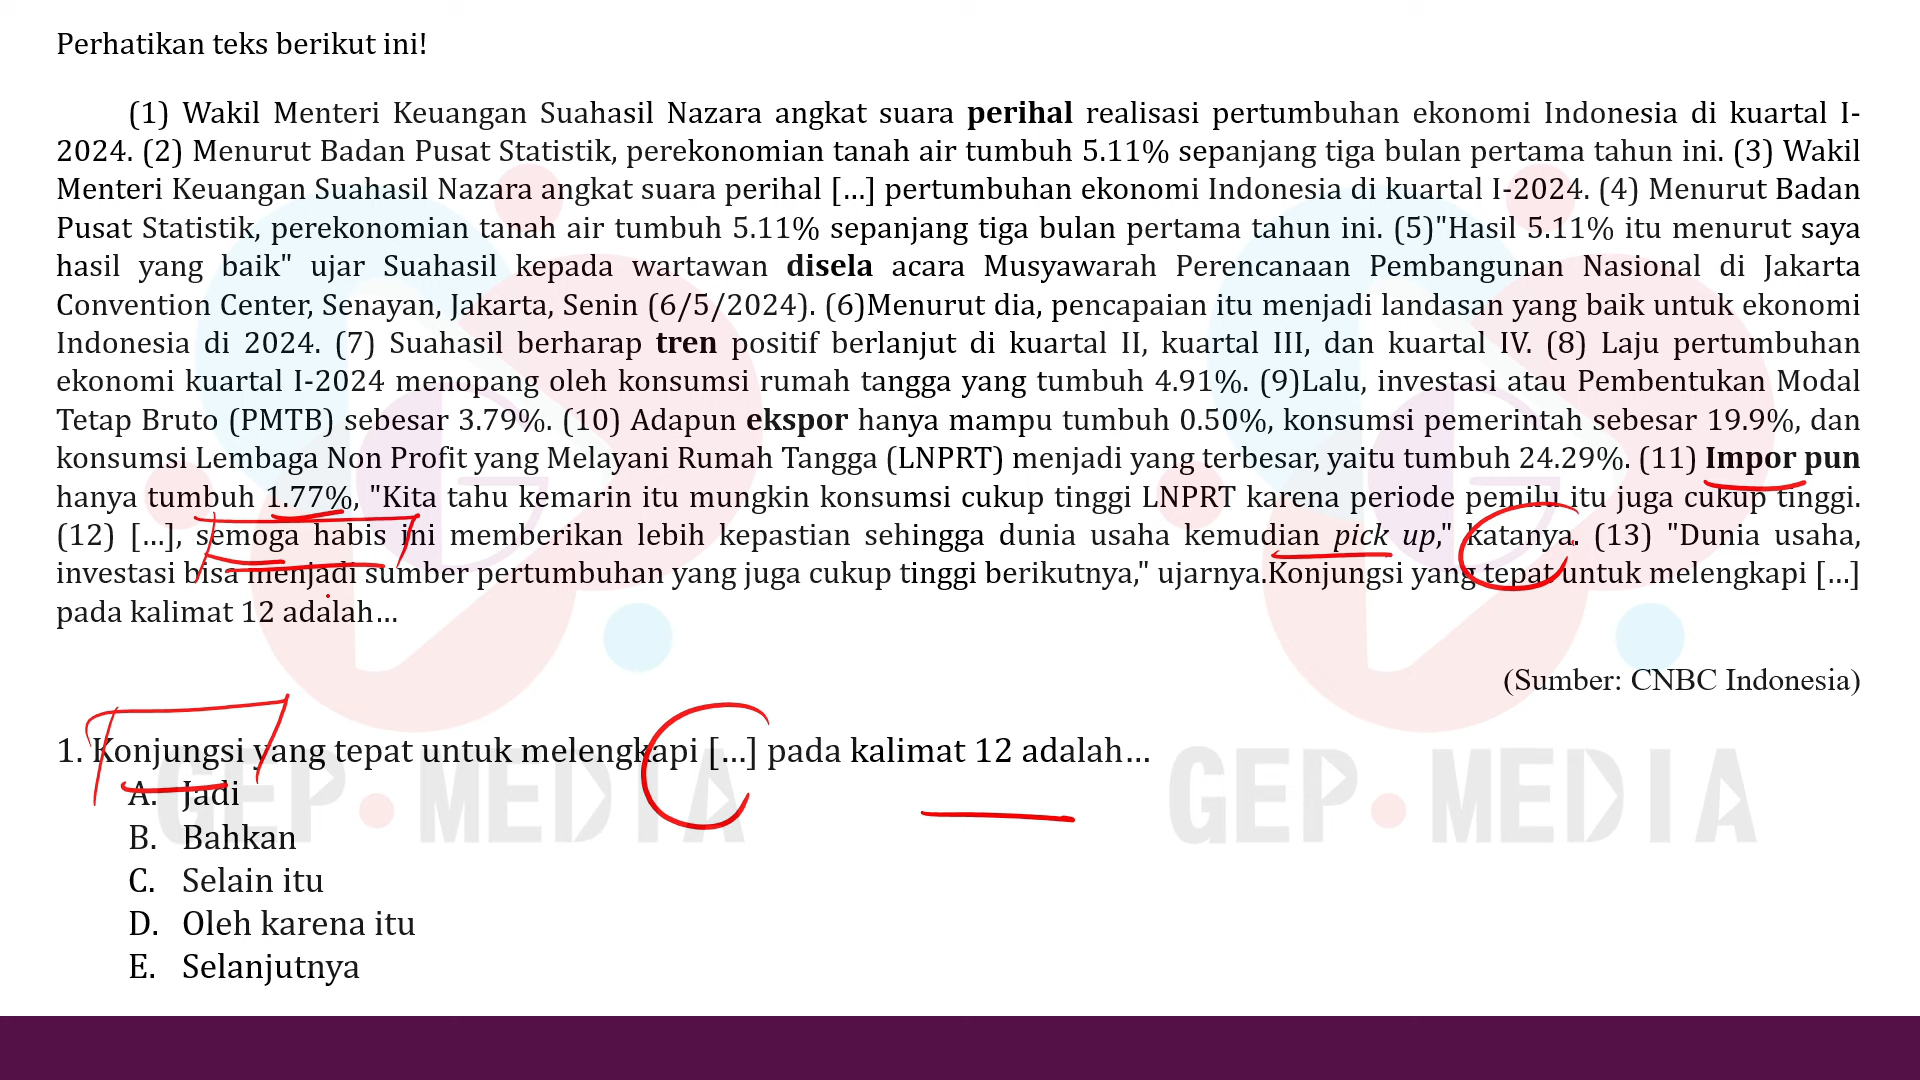 Perhatikan teks berikut ini!
(1) Wakil Menteri Keuangan Suahasil Nazara angkat suara perihal realisasi pertumbuhan ekonomi Indonesia di kuartal I-
2024. (2) Menurut Badan Pusat Statistik, perekonomian tanah air tumbuh 5.11% sepanjang tiga bulan pertama tahun ini. (3) Wakil
Menteri Keuangan Suahasil Nazara angkat suara perihal [...] pertumbuhan ekonomi Indonesia di kuartal I-2024. (4) Menurut Badan
Pusat Statistik, perekonomian tanah air tumbuh 5.11% sepanjang tiga bulan pertama tahun ini. (5)"Hasil 5.11% itu menurut saya
hasil yang baik" ujar Suahasil kepada wartawan disela acara Musyawarah Perencanaan Pembangunan Nasional di Jakarta
Convention Center, Senayan, Jakarta, Senin (6/5/2024). (6)Menurut dia, pencapaian itu menjadi landasan yang baik untuk ekonomi
Indonesia di 2024. (7) Suahasil berharap tren positif berlanjut di kuartal II, kuartal III, dan kuartal IV. (8) Laju pertumbuhan
ekonomi kuartal I-2024 menopang oleh konsumsi rumah tangga yang tumbuh 4.91%. (9)Lalu, investasi atau Pembentukan Modal
Tetap Bruto (PMTB) sebesar 3.79%. (10) Adapun ekspor hanya mampu tumbuh 0.50%, konsumsi pemerintah sebesar 19.9%, dan
konsumsi Lembaga Non Profit yang Melayani Rumah Tangga (LNPRT) menjadi yang terbesar, yaitu tumbuh 24.29%. (11) Impor pun
hanya tumbuh 1.77%, "Kita tahu kemarin itu mungkin konsumsi cukup tinggi LNPRT karena periode pemilu itu juga cukup tinggi.
(12) [...], semoga habis ini memberikan lebih kepastian sehingga dunia usaha kemudian pick up," katanya. (13) "Dunia usaha,
investasi bisa menjadi sumber pertumbuhan yang juga cukup tinggi berikutnya," ujarnya.Konjungsi yang tepat untuk melengkapi [...]
pada kalimat 12 adalah...
(Sumber: CNBC Indonesia)
1. Konjungsi yang tepat untuk melengkapi [...] pada kalimat 12 adalah...
A. Jadi
B. Bahkan
C. Selain itu
D. Oleh karena itu
E. Selanjutnya
GEP MEDIA
GEP MEDIA